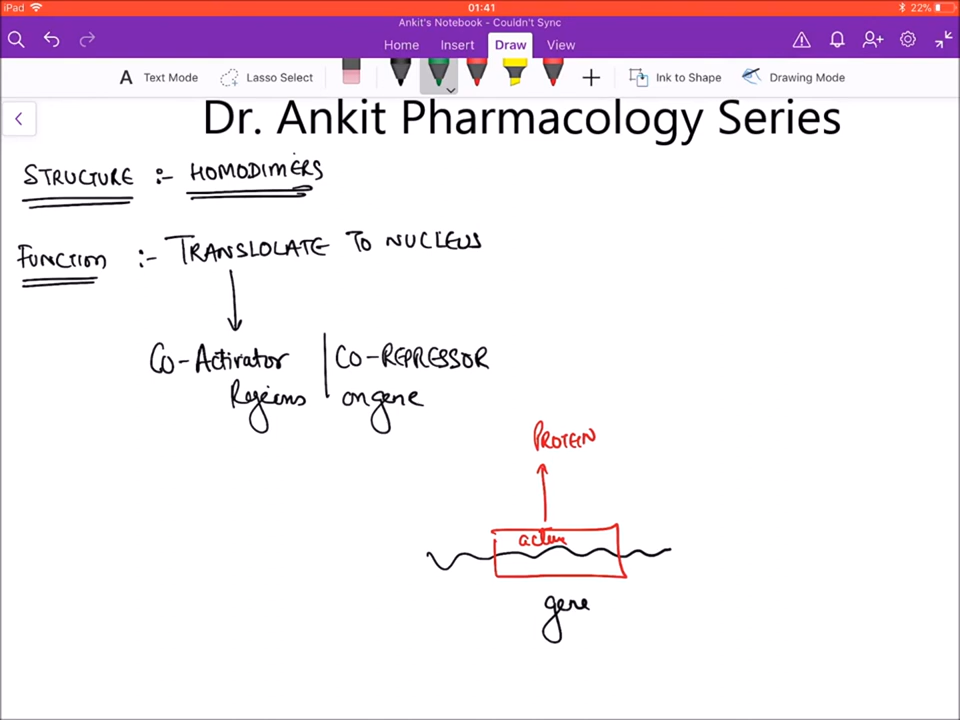 iPad 01:41 22%
Ankit's Notebook - Couldn't Sync
Home Insert Draw View
A Text Mode Lasso Select Ink to Shape Drawing Mode
Dr. Ankit Pharmacology Series
STRUCTURE :- HOMODIMERS
FUNCTION :- TRANSLOLATE TO NUCLEUS
Co-Activator | CO-REPRESSOR
Regions | on gene
PROTEIN
active
gene